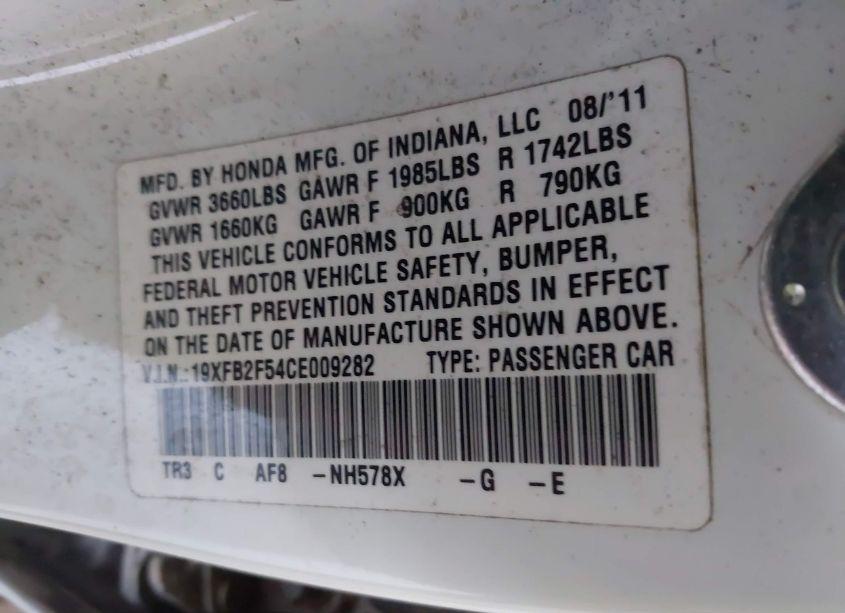 MFD. BY HONDA MFG. OF INDIANA, LLC 08/'11
GVWR 3660LBS GAWR F 1985LBS R 1742LBS
GVWR 1660KG GAWR F 900KG R 790KG
THIS VEHICLE CONFORMS TO ALL APPLICABLE
FEDERAL MOTOR VEHICLE SAFETY, BUMPER,
AND THEFT PREVENTION STANDARDS IN EFFECT
ON THE DATE OF MANUFACTURE SHOWN ABOVE.
V.I.N.:19XFB2F54CE009282 TYPE: PASSENGER CAR
TR3 C AF8 -NH578X -G -E